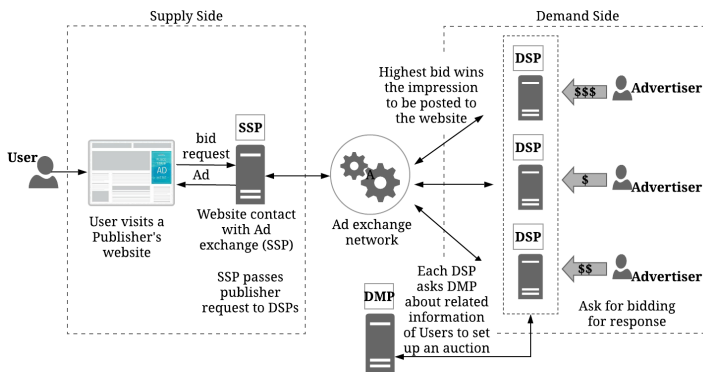 Supply Side
Demand Side
User
User visits a
Publisher's
website
AD
bid
request
Ad
SSP
Website contact
with Ad
exchange (SSP)
SSP passes
publisher
request to DSPs
A
Ad exchange
network
Highest bid wins
the impression
to be posted to
the website
DSP
$$$
Advertiser
DSP
$
Advertiser
DSP
$$
Advertiser
Ask for bidding
for response
DMP
Each DSP
asks DMP
about related
information
of Users to set
up an auction